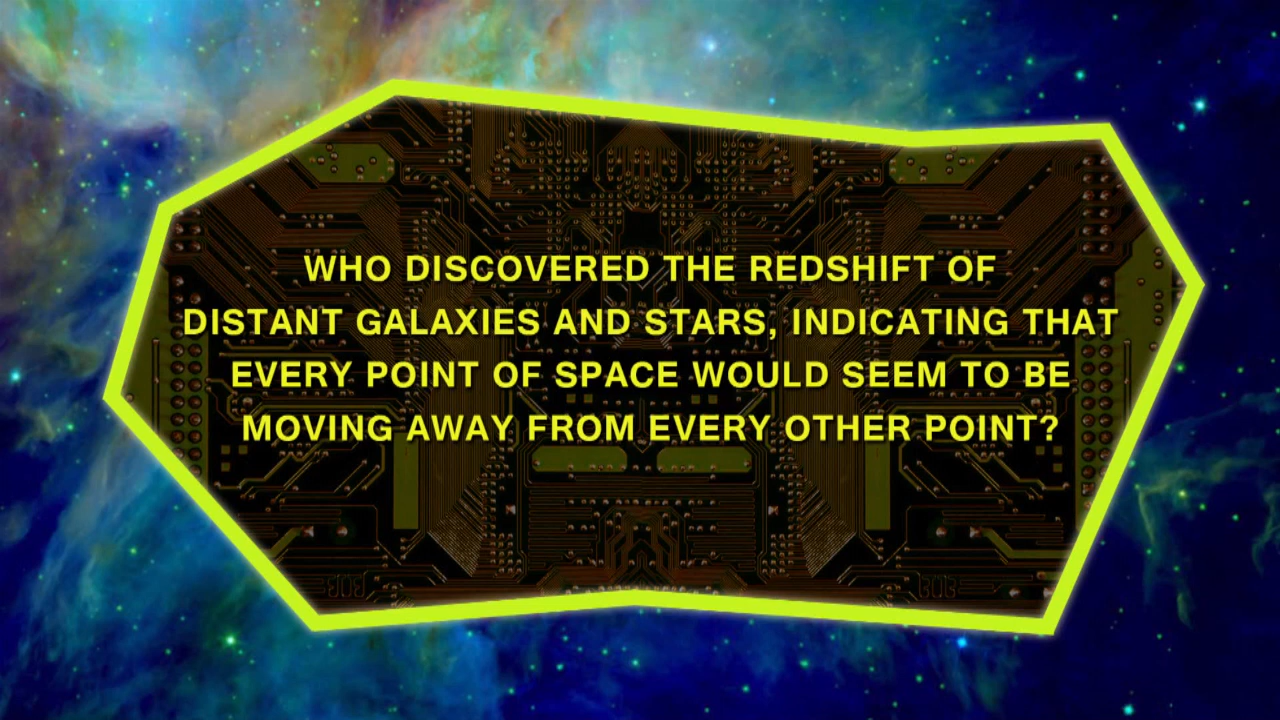 WHO DISCOVERED THE REDSHIFT OF
DISTANT GALAXIES AND STARS, INDICATING THAT
EVERY POINT OF SPACE WOULD SEEM TO BE
MOVING AWAY FROM EVERY OTHER POINT?